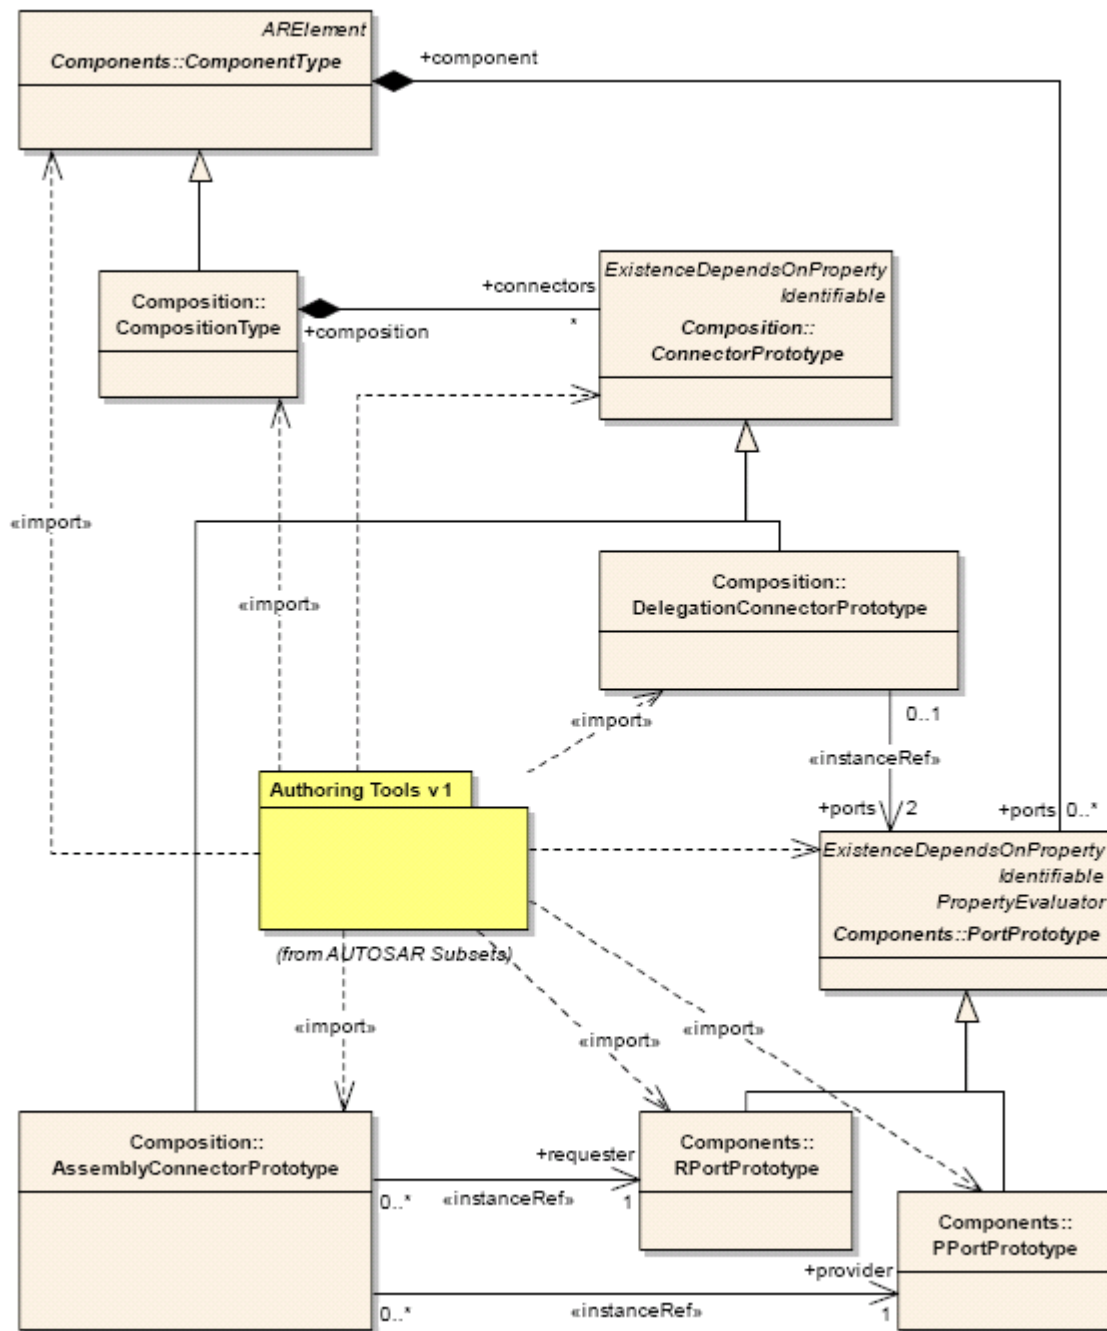 ARElement
Components::ComponentType
+component
Composition::
CompositionType
+connectors
+composition
*
ExistenceDependsOnProperty
Identifiable
Composition::
ConnectorPrototype
«import»
«import»
Composition::
DelegationConnectorPrototype
«import»
0..1
«instanceRef»
+ports 2
+ports 0..*
Authoring Tools v1
(from AUTOSAR Subsets)
ExistenceDependsOnProperty
Identifiable
PropertyEvaluator
Components::PortPrototype
«import»
«import»
«import»
Composition::
AssemblyConnectorPrototype
+requester
0..*
«instanceRef»
1
Components::
RPortPrototype
Components::
PPortPrototype
+provider
0..*
«instanceRef»
1